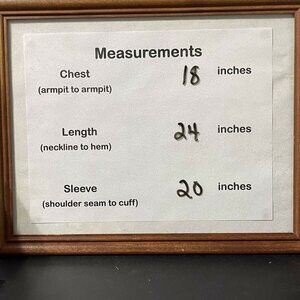 Measurements
Chest 18 inches
(armpit to armpit)
Length 24 inches
(neckline to hem)
Sleeve 20 inches
(shoulder seam to cuff)